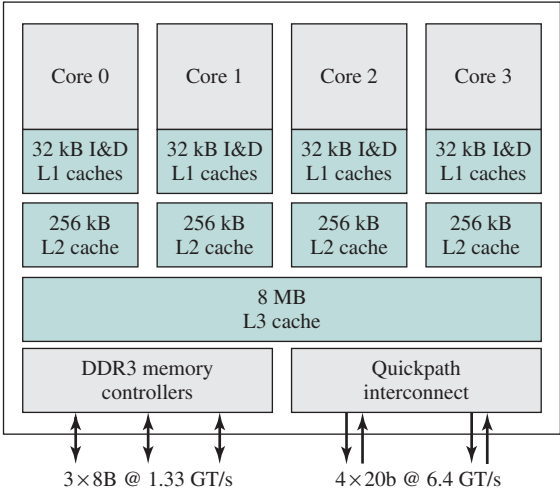 Core 0
Core 1
Core 2
Core 3
32 kB I&D
L1 caches
32 kB I&D
L1 caches
32 kB I&D
L1 caches
32 kB I&D
L1 caches
256 kB
L2 cache
256 kB
L2 cache
256 kB
L2 cache
256 kB
L2 cache
8 MB
L3 cache
DDR3 memory
controllers
Quickpath
interconnect
3×8B @ 1.33 GT/s
4×20b @ 6.4 GT/s